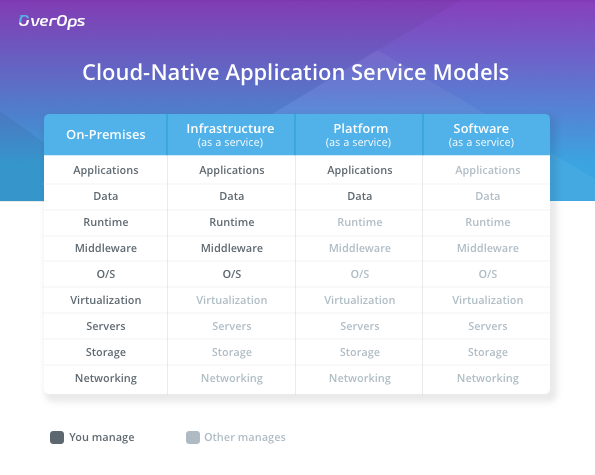 OverOps
Cloud-Native Application Service Models
On-Premises Infrastructure (as a service) Platform (as a service) Software (as a service)
Applications Applications Applications Applications
Data Data Data Data
Runtime Runtime Runtime Runtime
Middleware Middleware Middleware Middleware
O/S O/S O/S O/S
Virtualization Virtualization Virtualization Virtualization
Servers Servers Servers Servers
Storage Storage Storage Storage
Networking Networking Networking Networking
You manage Other manages